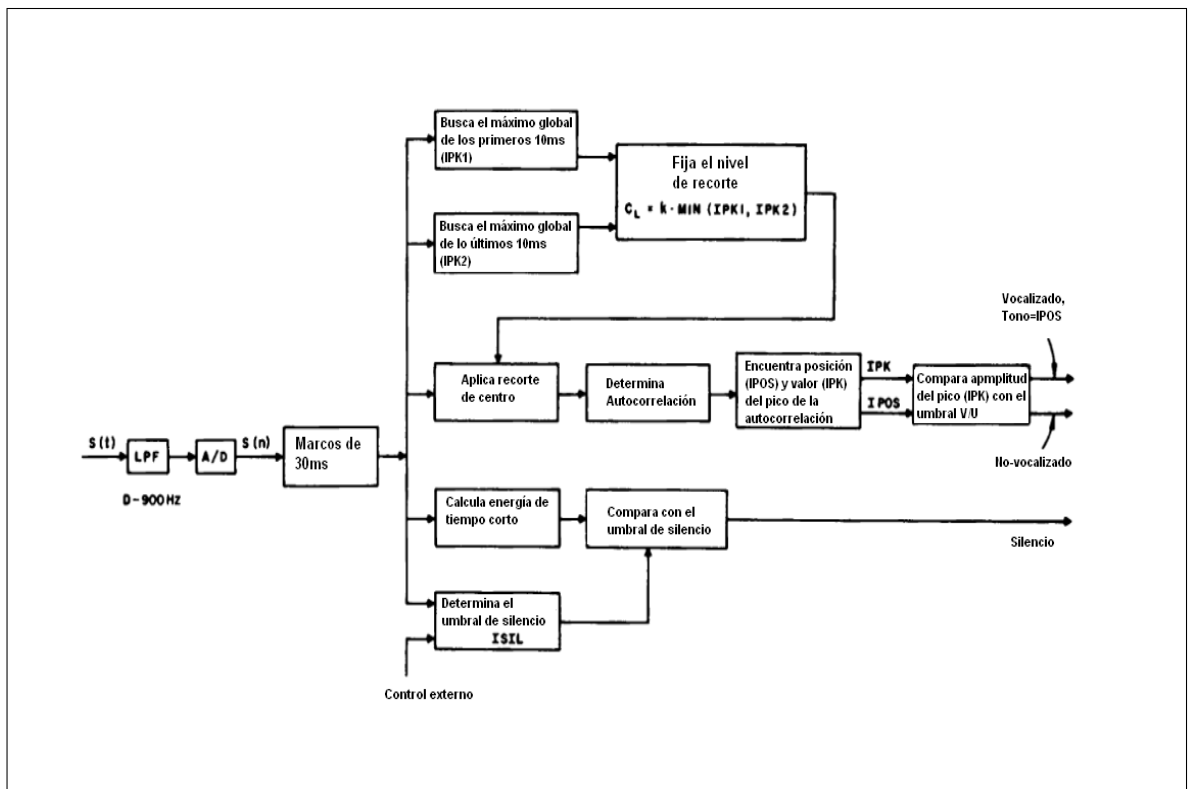 Busca el máximo global
de los primeros 10ms
(IPK1)
Fija el nivel
de recorte
C_L = k · MIN (IPK1, IPK2)
Busca el máximo global
de lo últimos 10ms
(IPK2)
Vocalizado,
Tono=IPOS
Aplica recorte
de centro
Determina
Autocorrelación
Encuentra posición
(IPOS) y valor (IPK)
del pico de la
autocorrelación
IPK
IPOS
Compara apmplitud
del pico (IPK) con el
umbral V/U
No-vocalizado
S(t)
LPF
A/D
S(n)
Marcos de
30ms
D-900HZ
Calcula energía de
tiempo corto
Compara con el
umbral de silencio
Silencio
Determina el
umbral de silencio
ISIL
Control externo